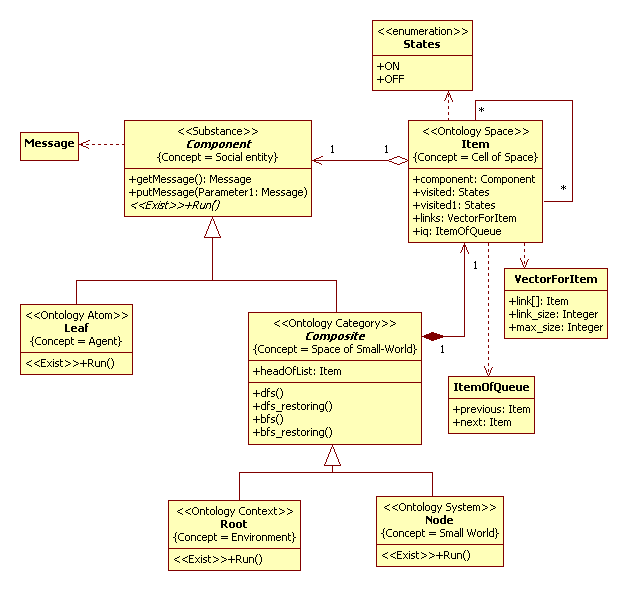 <<enumeration>>
States
+ON
+OFF
Message
<<Substance>>
Component
{Concept = Social entity}
+getMessage(): Message
+putMessage(Parameter1: Message)
<<Exist>>+Run()
1
1
<<Ontology Space>>
Item
{Concept = Cell of Space}
+component: Component
+visited: States
+visited1: States
+links: VectorForItem
+iq: ItemOfQueue
*
*
1
VectorForItem
+link[]: Item
+link_size: Integer
+max_size: Integer
<<Ontology Atom>>
Leaf
{Concept = Agent}
<<Exist>>+Run()
<<Ontology Category>>
Composite
{Concept = Space of Small-World}
+headOfList: Item
+dfs()
+dfs_restoring()
+bfs()
+bfs_restoring()
1
ItemOfQueue
+previous: Item
+next: Item
<<Ontology Context>>
Root
{Concept = Environment}
<<Exist>>+Run()
<<Ontology System>>
Node
{Concept = Small World}
<<Exist>>+Run()